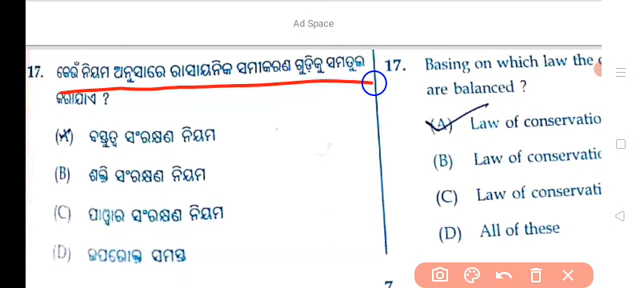 Ad Space
17. କେଉଁ ନିୟମ ଅନୁସାରେ ରାସାୟନିକ ସମୀକରଣ ଗୁଡ଼ିକୁ ସମତୁଲ
କରାଯାଏ ?
(A) ବସ୍ତୁତ୍ଵ ସଂରକ୍ଷଣ ନିୟମ
(B) ଶକ୍ତି ସଂରକ୍ଷଣ ନିୟମ
(C) ପାୱାର ସଂରକ୍ଷଣ ନିୟମ
(D) ଉପରୋକ୍ତ ସମସ୍ତ
17. Basing on which law the
are balanced ?
(A) Law of conservatio
(B) Law of conservatic
(C) Law of conservati
(D) All of these
7